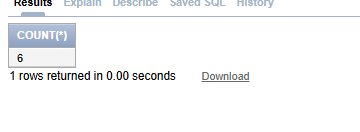 Results Explain Describe Saved SQL History
COUNT(*)
6
1 rows returned in 0.00 seconds Download